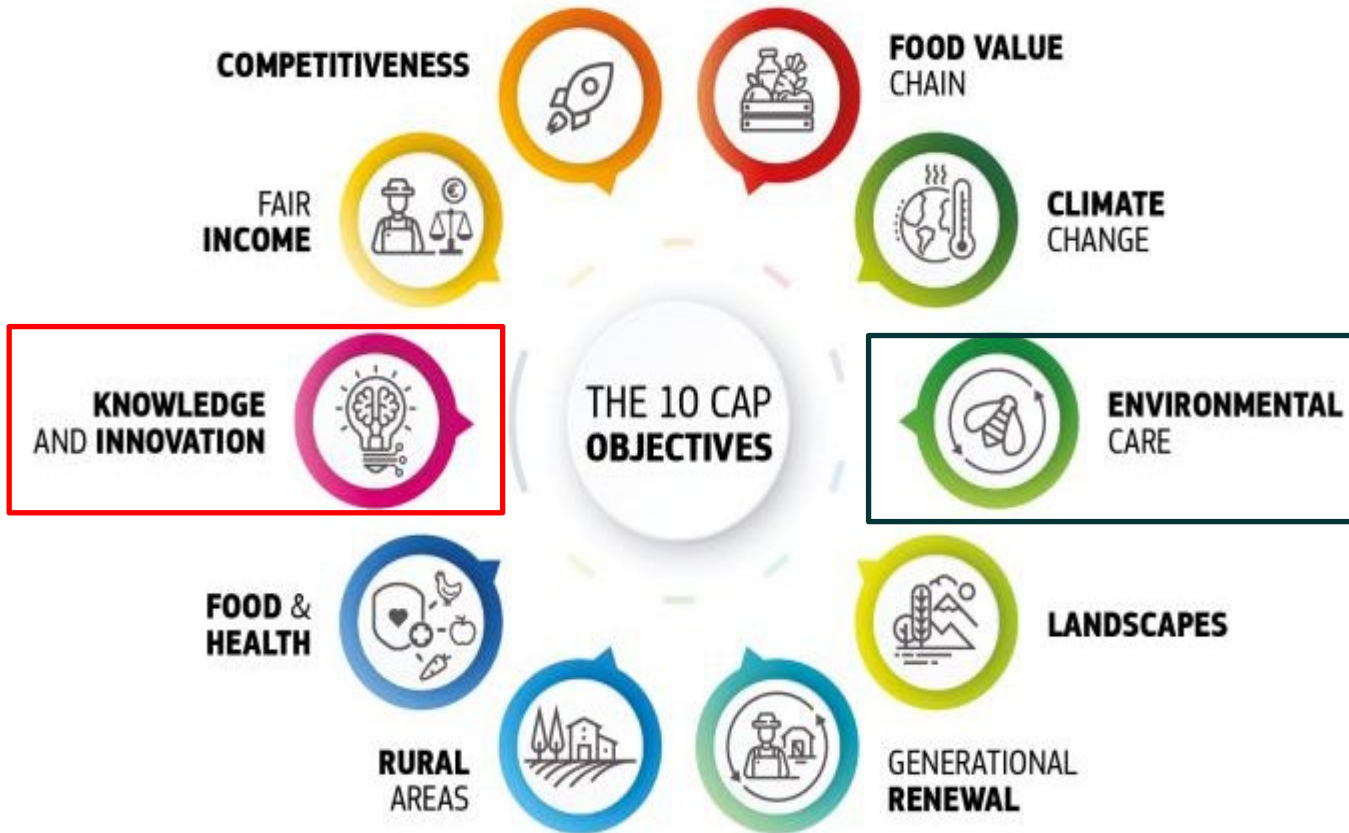 COMPETITIVENESS
FOOD VALUE
CHAIN
FAIR
INCOME
€
CLIMATE
CHANGE
KNOWLEDGE
AND INNOVATION
THE 10 CAP
OBJECTIVES
ENVIRONMENTAL
CARE
FOOD &
HEALTH
LANDSCAPES
RURAL
AREAS
GENERATIONAL
RENEWAL